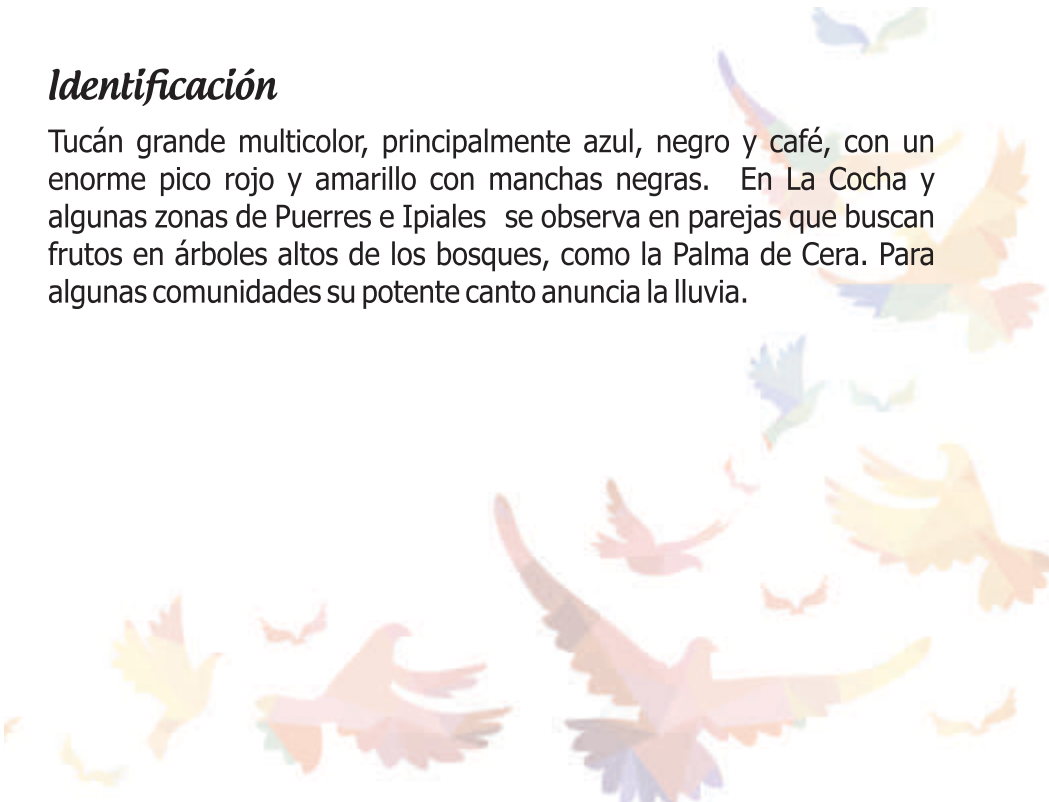 Identificación
Tucán grande multicolor, principalmente azul, negro y café, con un
enorme pico rojo y amarillo con manchas negras.  En La Cocha y
algunas zonas de Puerres e Ipiales  se observa en parejas que buscan
frutos en árboles altos de los bosques, como la Palma de Cera. Para
algunas comunidades su potente canto anuncia la lluvia.